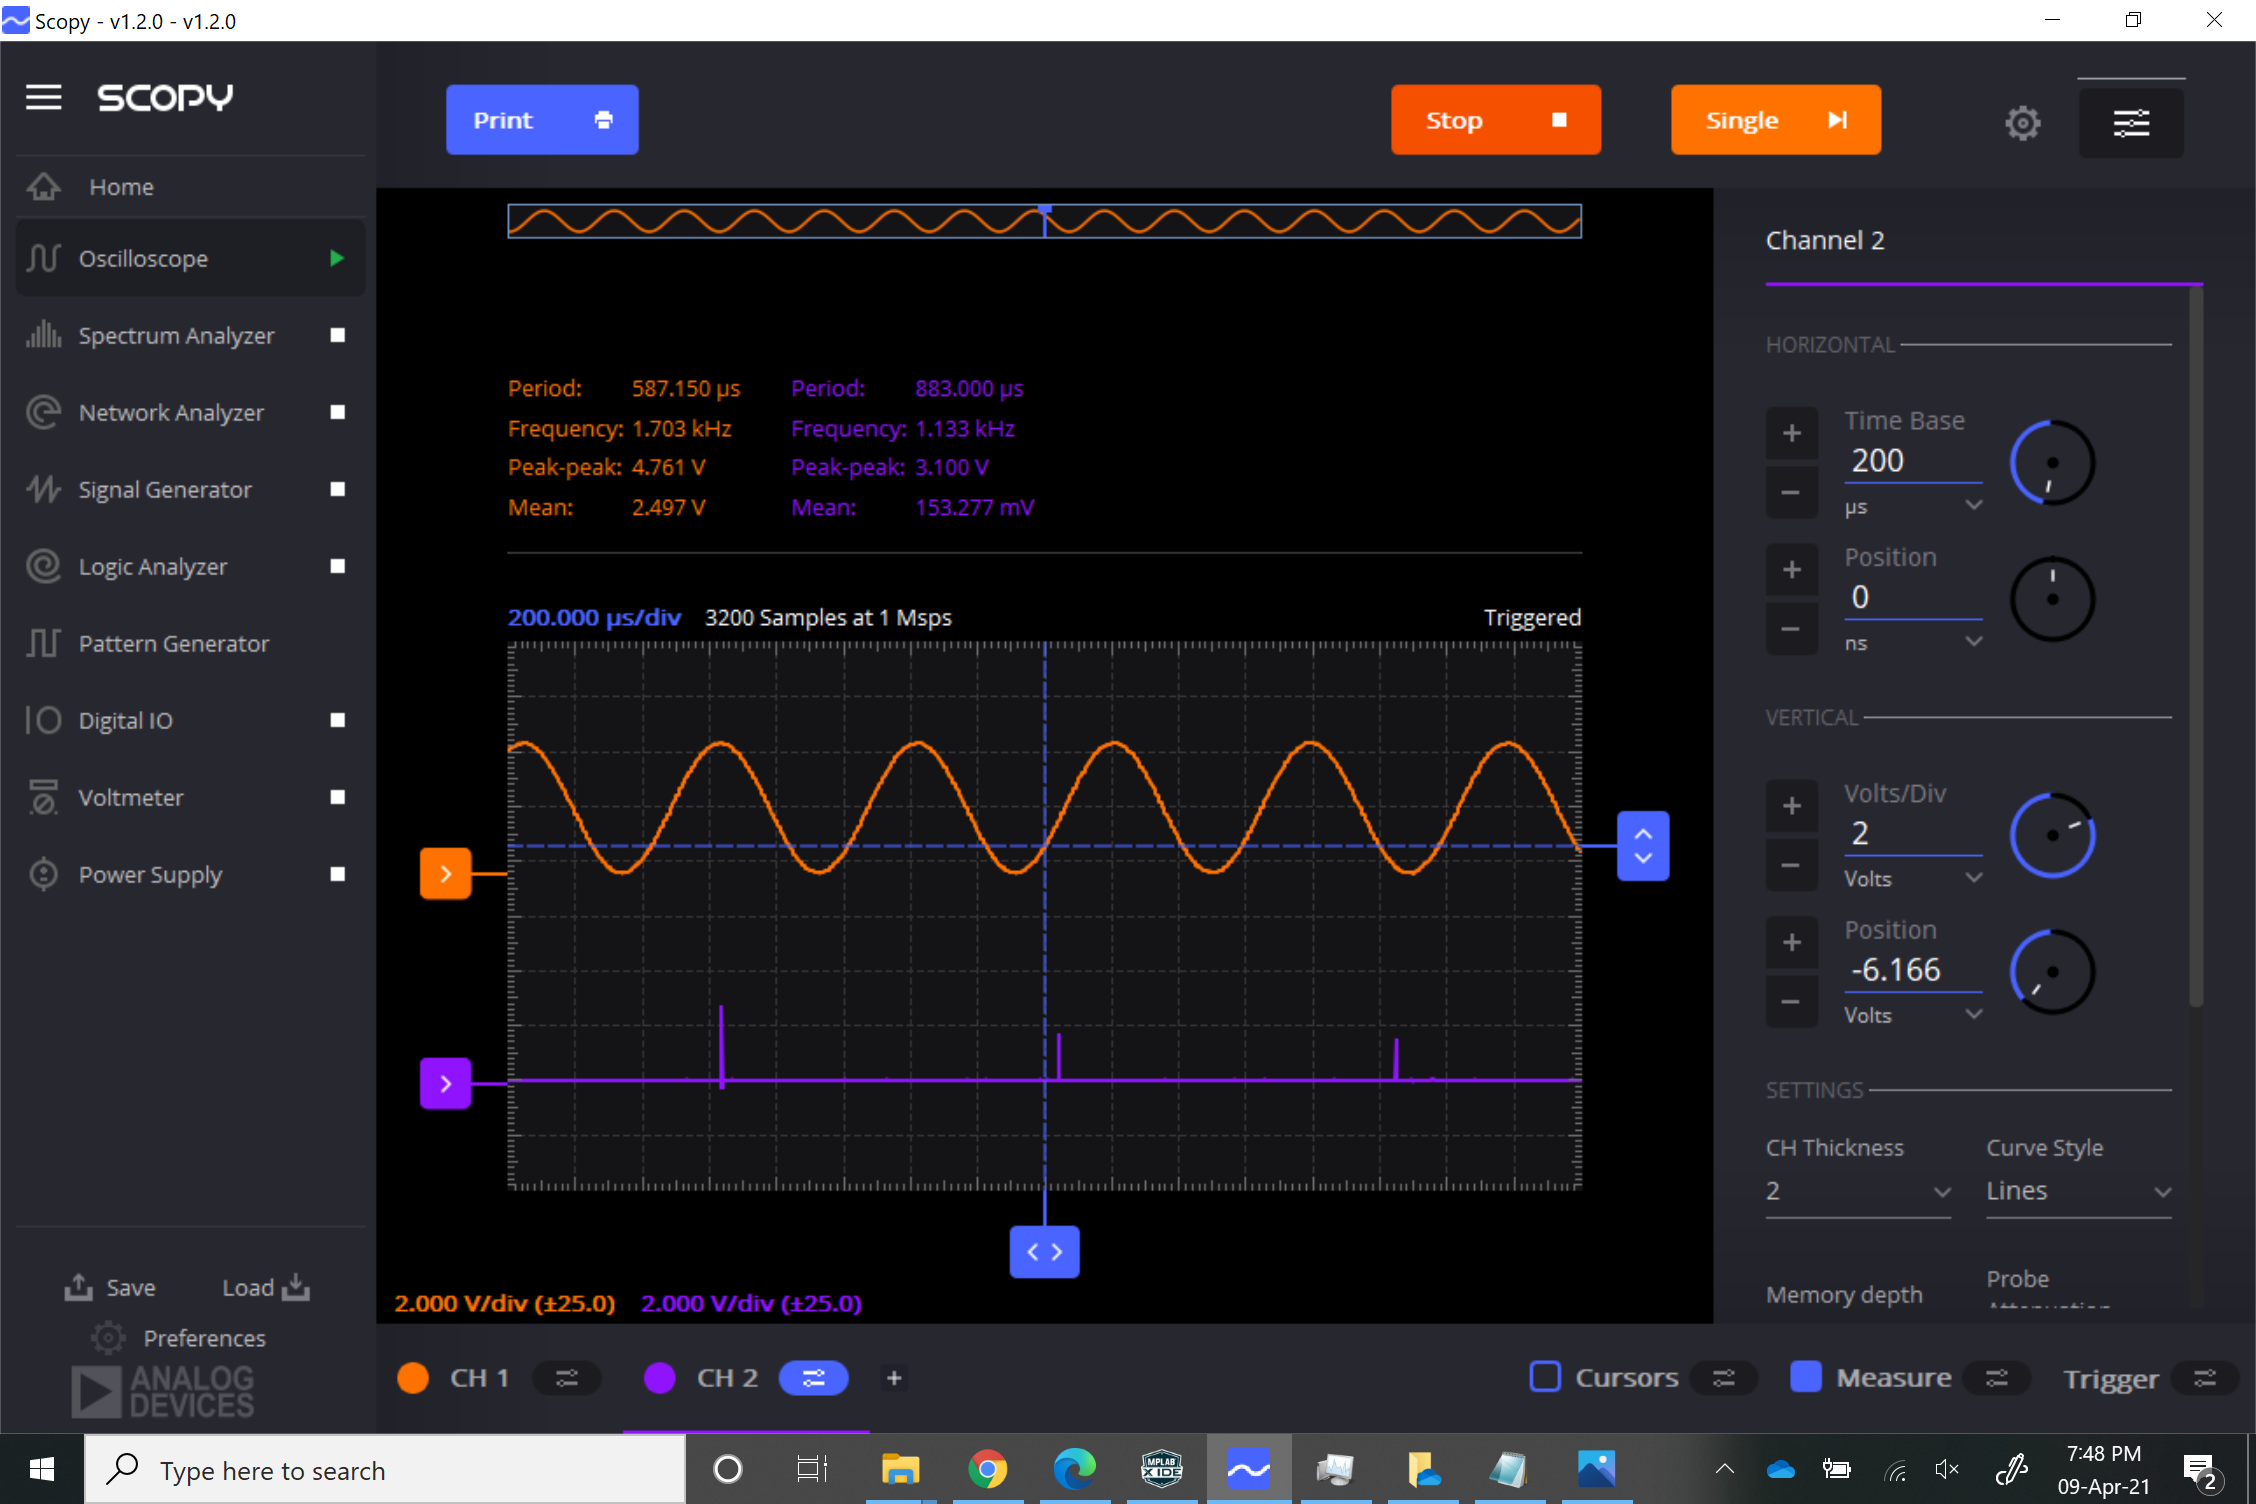 Scopy - v1.2.0 - v1.2.0
SCOPY
Print
Stop
Single
Home
Oscilloscope
Spectrum Analyzer
Network Analyzer
Signal Generator
Logic Analyzer
Pattern Generator
Digital IO
Voltmeter
Power Supply
Save Load
Preferences
ANALOG
DEVICES
Period: 587.150 µs Period: 883.000 µs
Frequency: 1.703 kHz Frequency: 1.133 kHz
Peak-peak: 4.761 V Peak-peak: 3.100 V
Mean: 2.497 V Mean: 153.277 mV
200.000 µs/div 3200 Samples at 1 Msps Triggered
2.000 V/div (±25.0) 2.000 V/div (±25.0)
Channel 2
HORIZONTAL
Time Base
200
µs
Position
0
ns
VERTICAL
Volts/Div
2
Volts
Position
-6.166
Volts
SETTINGS
CH Thickness Curve Style
2 Lines
Memory depth Probe
CH 1 CH 2 + Cursors Measure Trigger
Type here to search
MPLAB
X IDE
7:48 PM
09-Apr-21
2